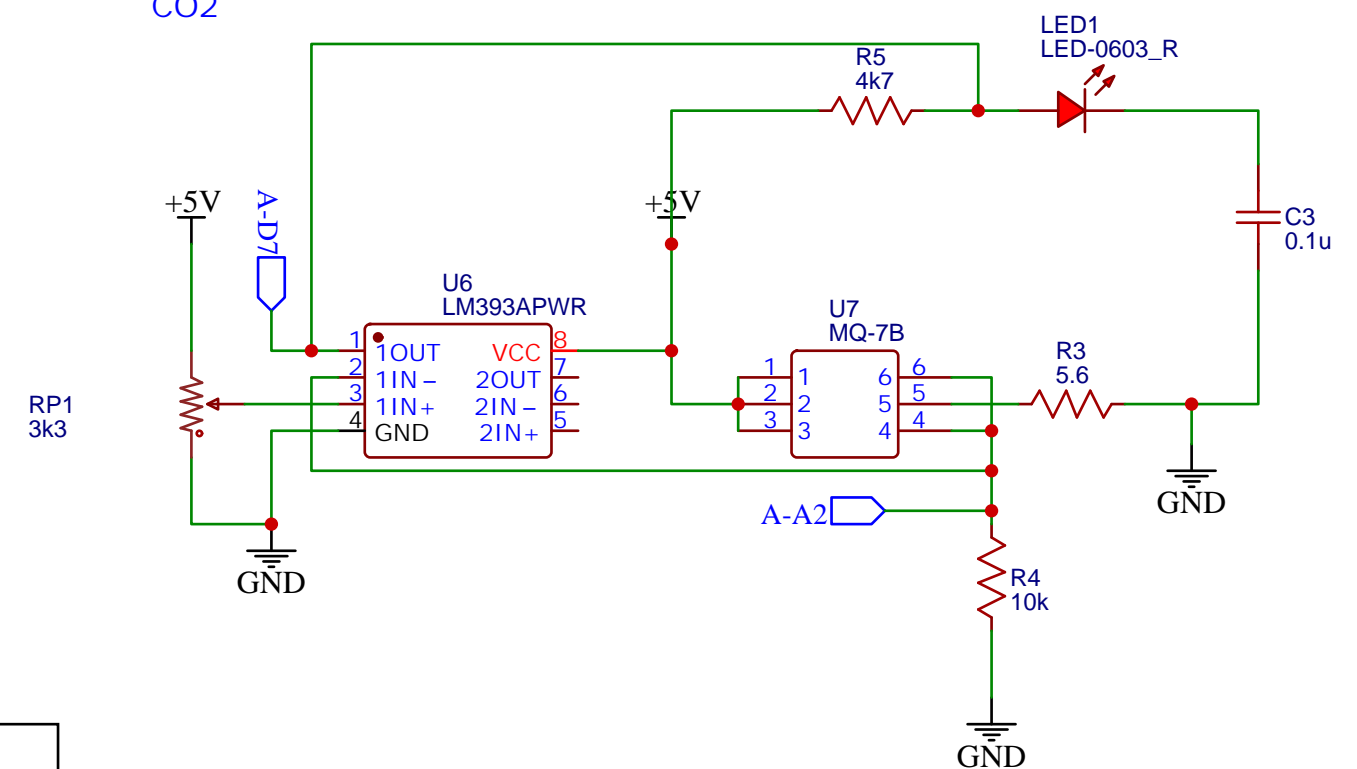 CO2
LED1
LED-0603_R
R5
4k7
+5V
A-D7
+5V
C3
0.1u
U6
LM393APWR
U7
MQ-7B
R3
5.6
RP1
3k3
1 1OUT VCC 8
2 1IN- 2OUT 7
3 1IN+ 2IN- 6
4 GND 2IN+ 5
1 1 6 6
2 2 5 5
3 3 4 4
GND
A-A2
GND
R4
10k
GND